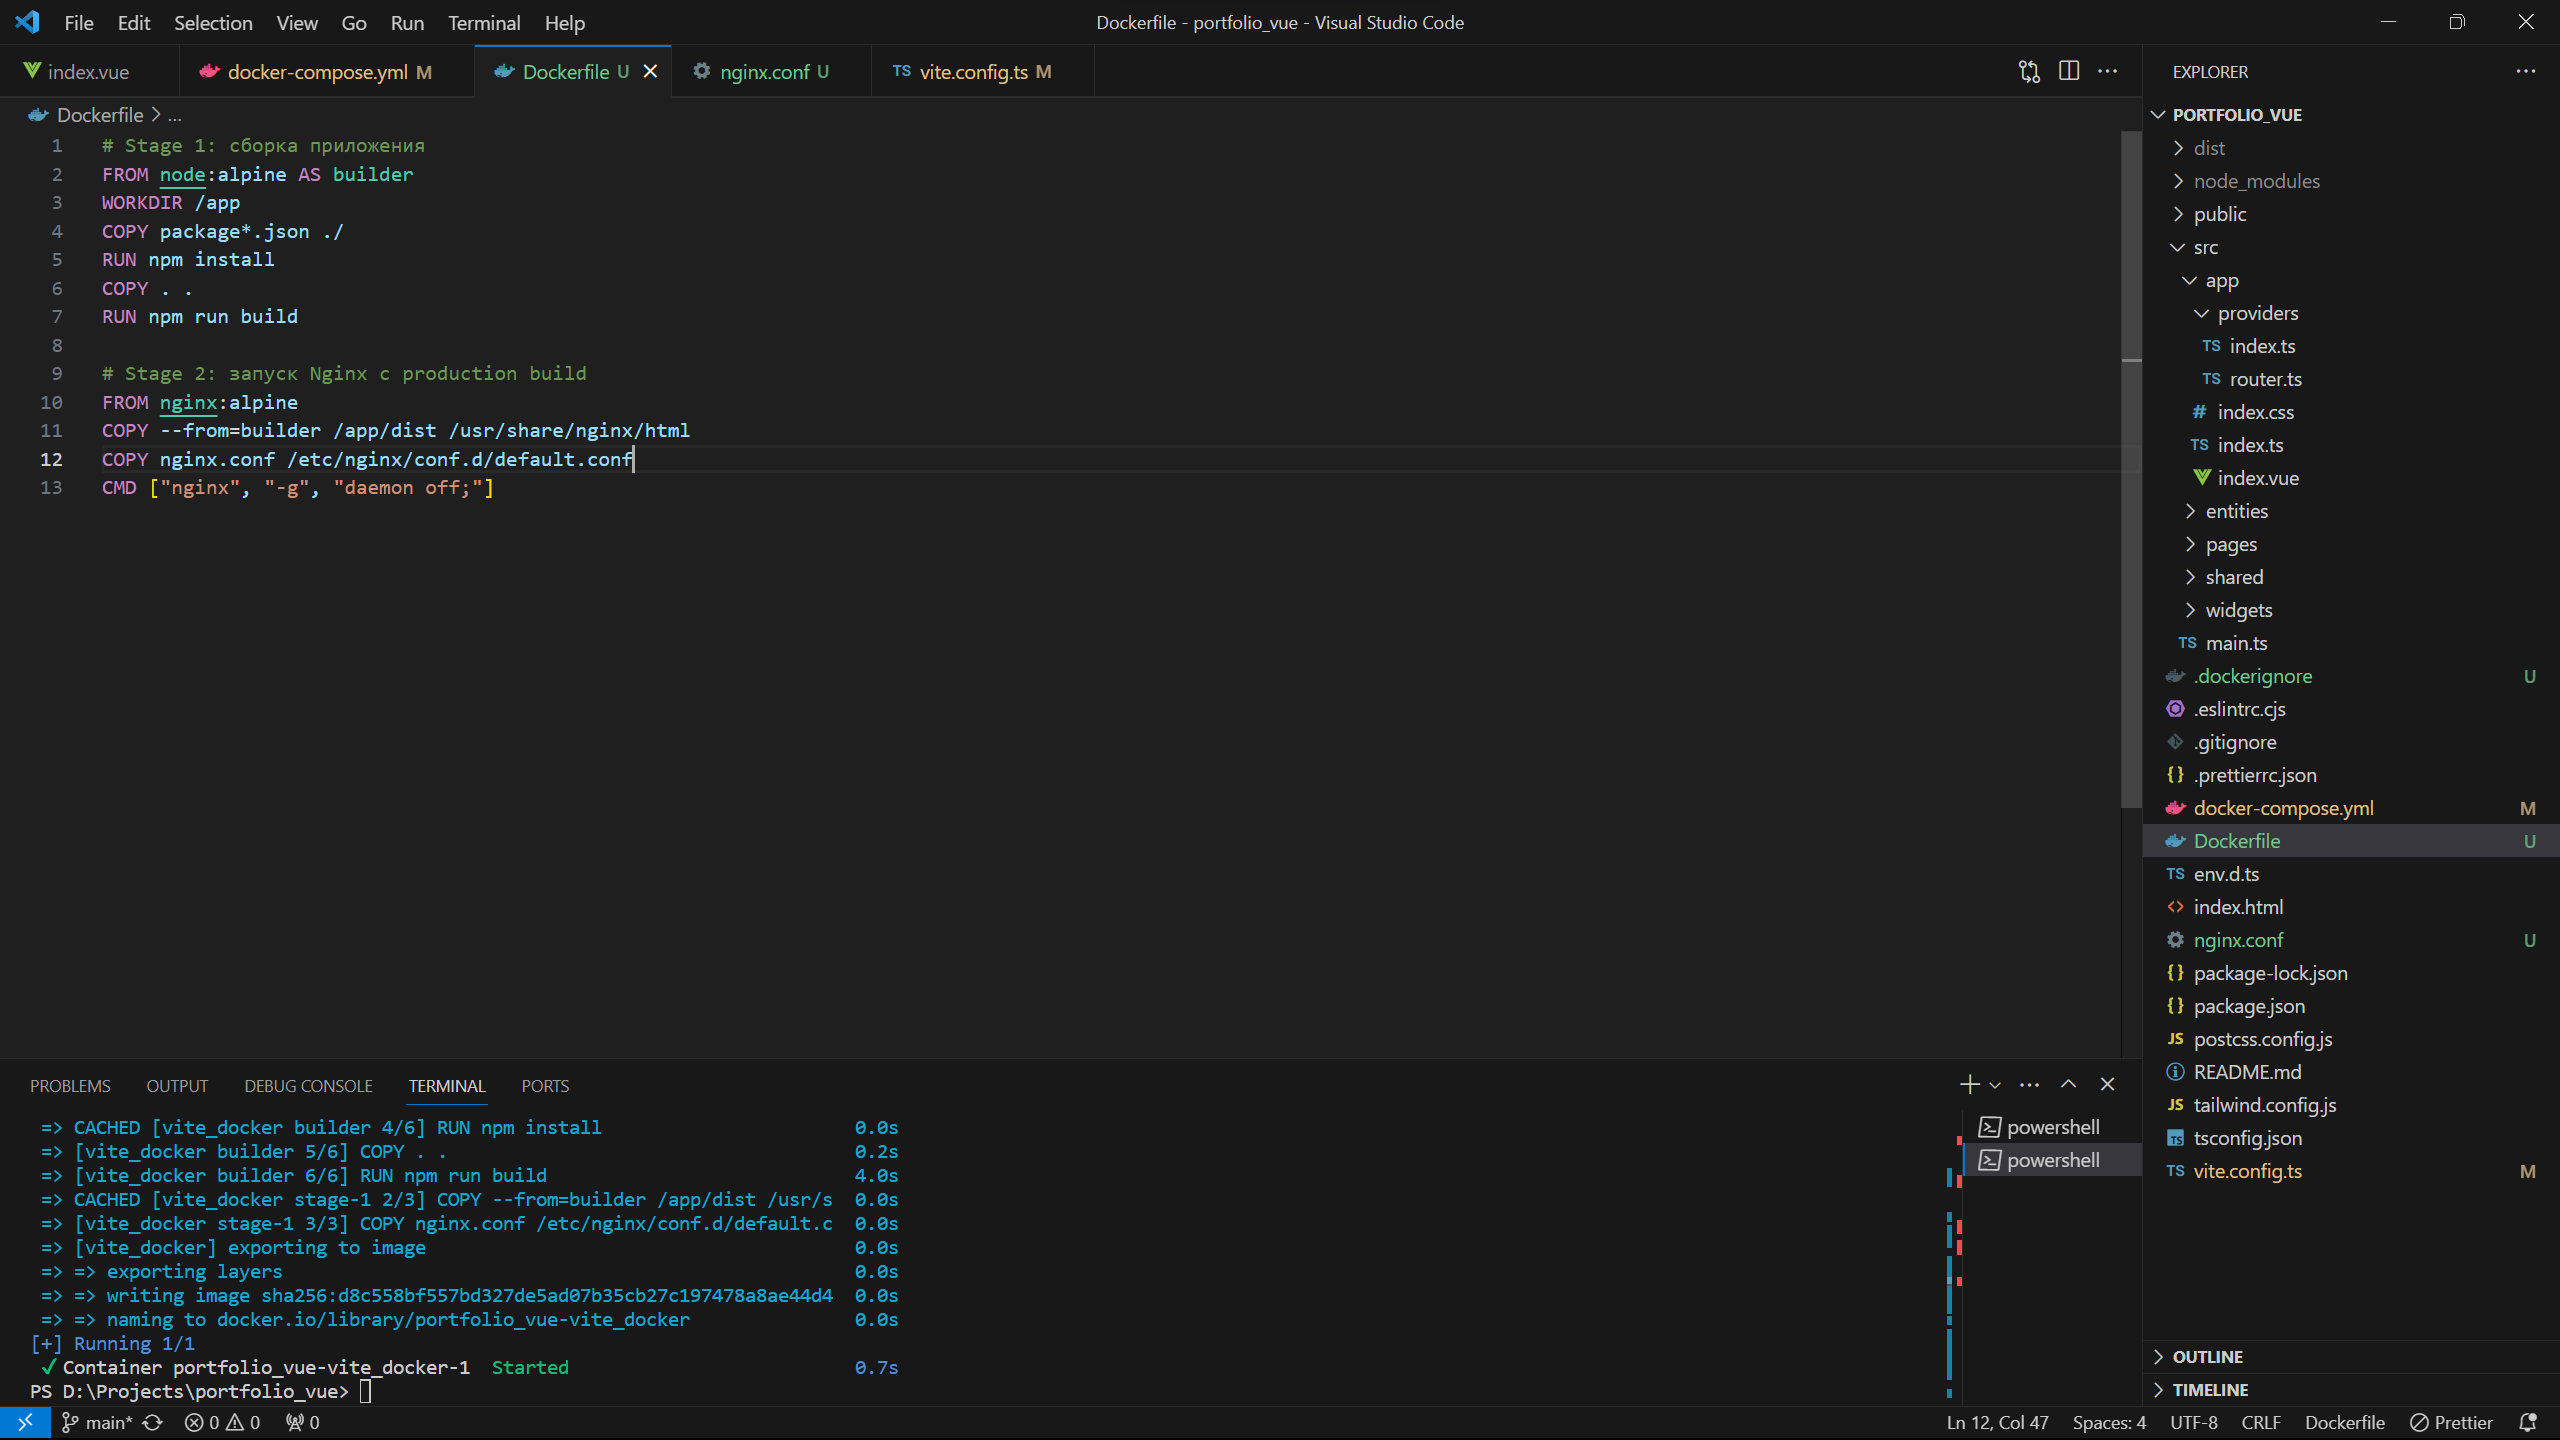 File Edit Selection View Go Run Terminal Help
Dockerfile - portfolio_vue - Visual Studio Code
index.vue
docker-compose.yml M
Dockerfile U
nginx.conf U
TS vite.config.ts M
Dockerfile > ...
1 # Stage 1: сборка приложения
2 FROM node:alpine AS builder
3 WORKDIR /app
4 COPY package*.json ./
5 RUN npm install
6 COPY . .
7 RUN npm run build
8
9 # Stage 2: запуск Nginx с production build
10 FROM nginx:alpine
11 COPY --from=builder /app/dist /usr/share/nginx/html
12 COPY nginx.conf /etc/nginx/conf.d/default.conf
13 CMD ["nginx", "-g", "daemon off;"]
PROBLEMS OUTPUT DEBUG CONSOLE TERMINAL PORTS
=> CACHED [vite_docker builder 4/6] RUN npm install 0.0s
=> [vite_docker builder 5/6] COPY . . 0.2s
=> [vite_docker builder 6/6] RUN npm run build 4.0s
=> CACHED [vite_docker stage-1 2/3] COPY --from=builder /app/dist /usr/s 0.0s
=> [vite_docker stage-1 3/3] COPY nginx.conf /etc/nginx/conf.d/default.c 0.0s
=> [vite_docker] exporting to image 0.0s
=> => exporting layers 0.0s
=> => writing image sha256:d8c558bf557bd327de5ad07b35cb27c197478a8ae44d4 0.0s
=> => naming to docker.io/library/portfolio_vue-vite_docker 0.0s
[+] Running 1/1
✓ Container portfolio_vue-vite_docker-1 Started 0.7s
PS D:\Projects\portfolio_vue>
powershell
powershell
EXPLORER
PORTFOLIO_VUE
dist
node_modules
public
src
app
providers
TS index.ts
TS router.ts
# index.css
TS index.ts
index.vue
entities
pages
shared
widgets
TS main.ts
.dockerignore U
.eslintrc.cjs
.gitignore
{} .prettierrc.json
docker-compose.yml M
Dockerfile U
TS env.d.ts
<> index.html
nginx.conf U
{} package-lock.json
{} package.json
JS postcss.config.js
README.md
JS tailwind.config.js
TS tsconfig.json
TS vite.config.ts M
OUTLINE
TIMELINE
main* 0 0 0
Ln 12, Col 47 Spaces: 4 UTF-8 CRLF Dockerfile Prettier